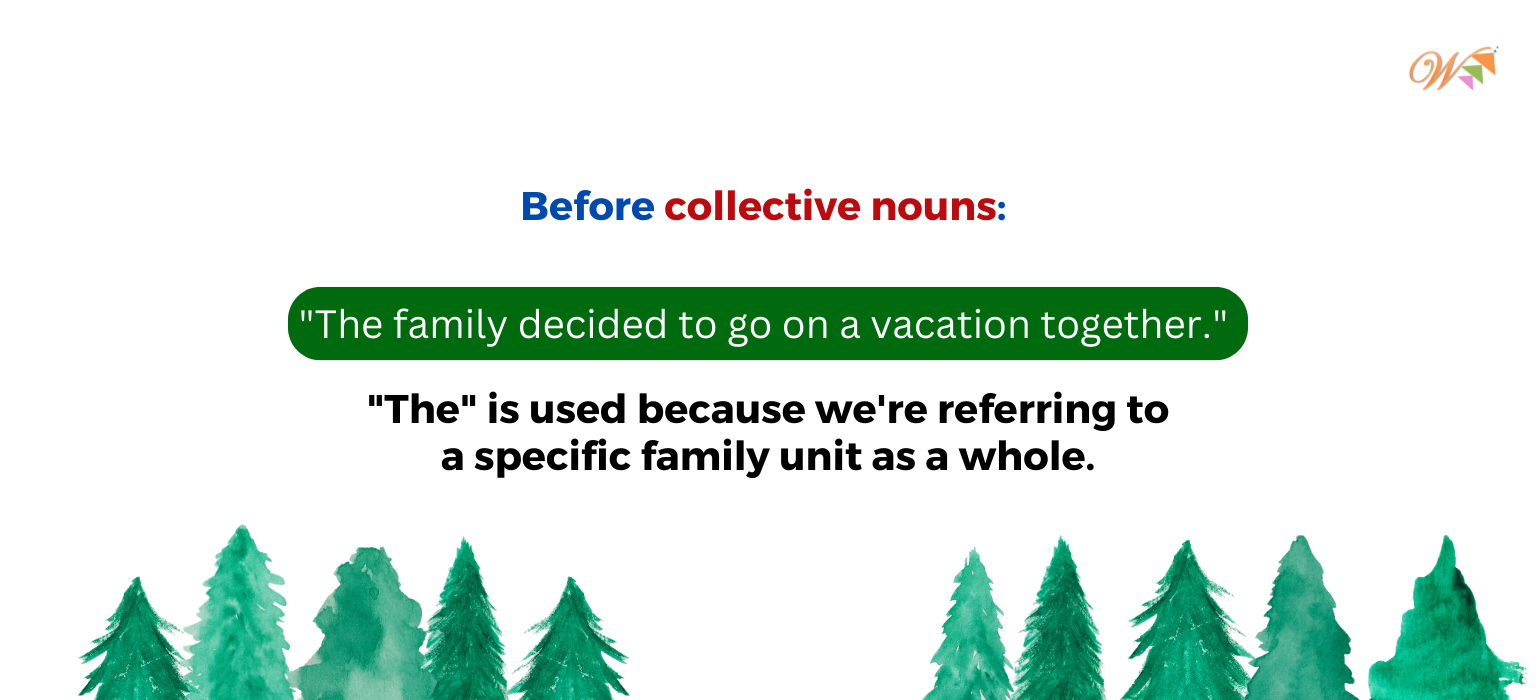 W
Before collective nouns:
"The family decided to go on a vacation together."
"The" is used because we're referring to
a specific family unit as a whole.